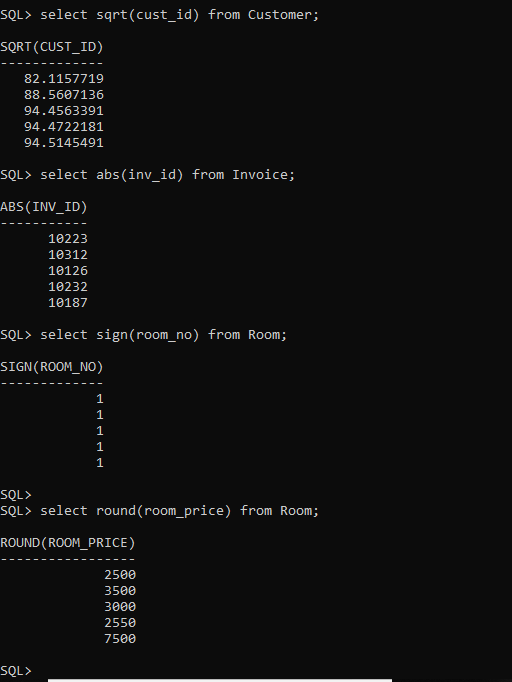 SQL> select sqrt(cust_id) from Customer;
SQRT(CUST_ID)
-------------
82.1157719
88.5607136
94.4563391
94.4722181
94.5145491
SQL> select abs(inv_id) from Invoice;
ABS(INV_ID)
-----------
10223
10312
10126
10232
10187
SQL> select sign(room_no) from Room;
SIGN(ROOM_NO)
-------------
1
1
1
1
1
SQL>
SQL> select round(room_price) from Room;
ROUND(ROOM_PRICE)
-----------------
2500
3500
3000
2550
7500
SQL>